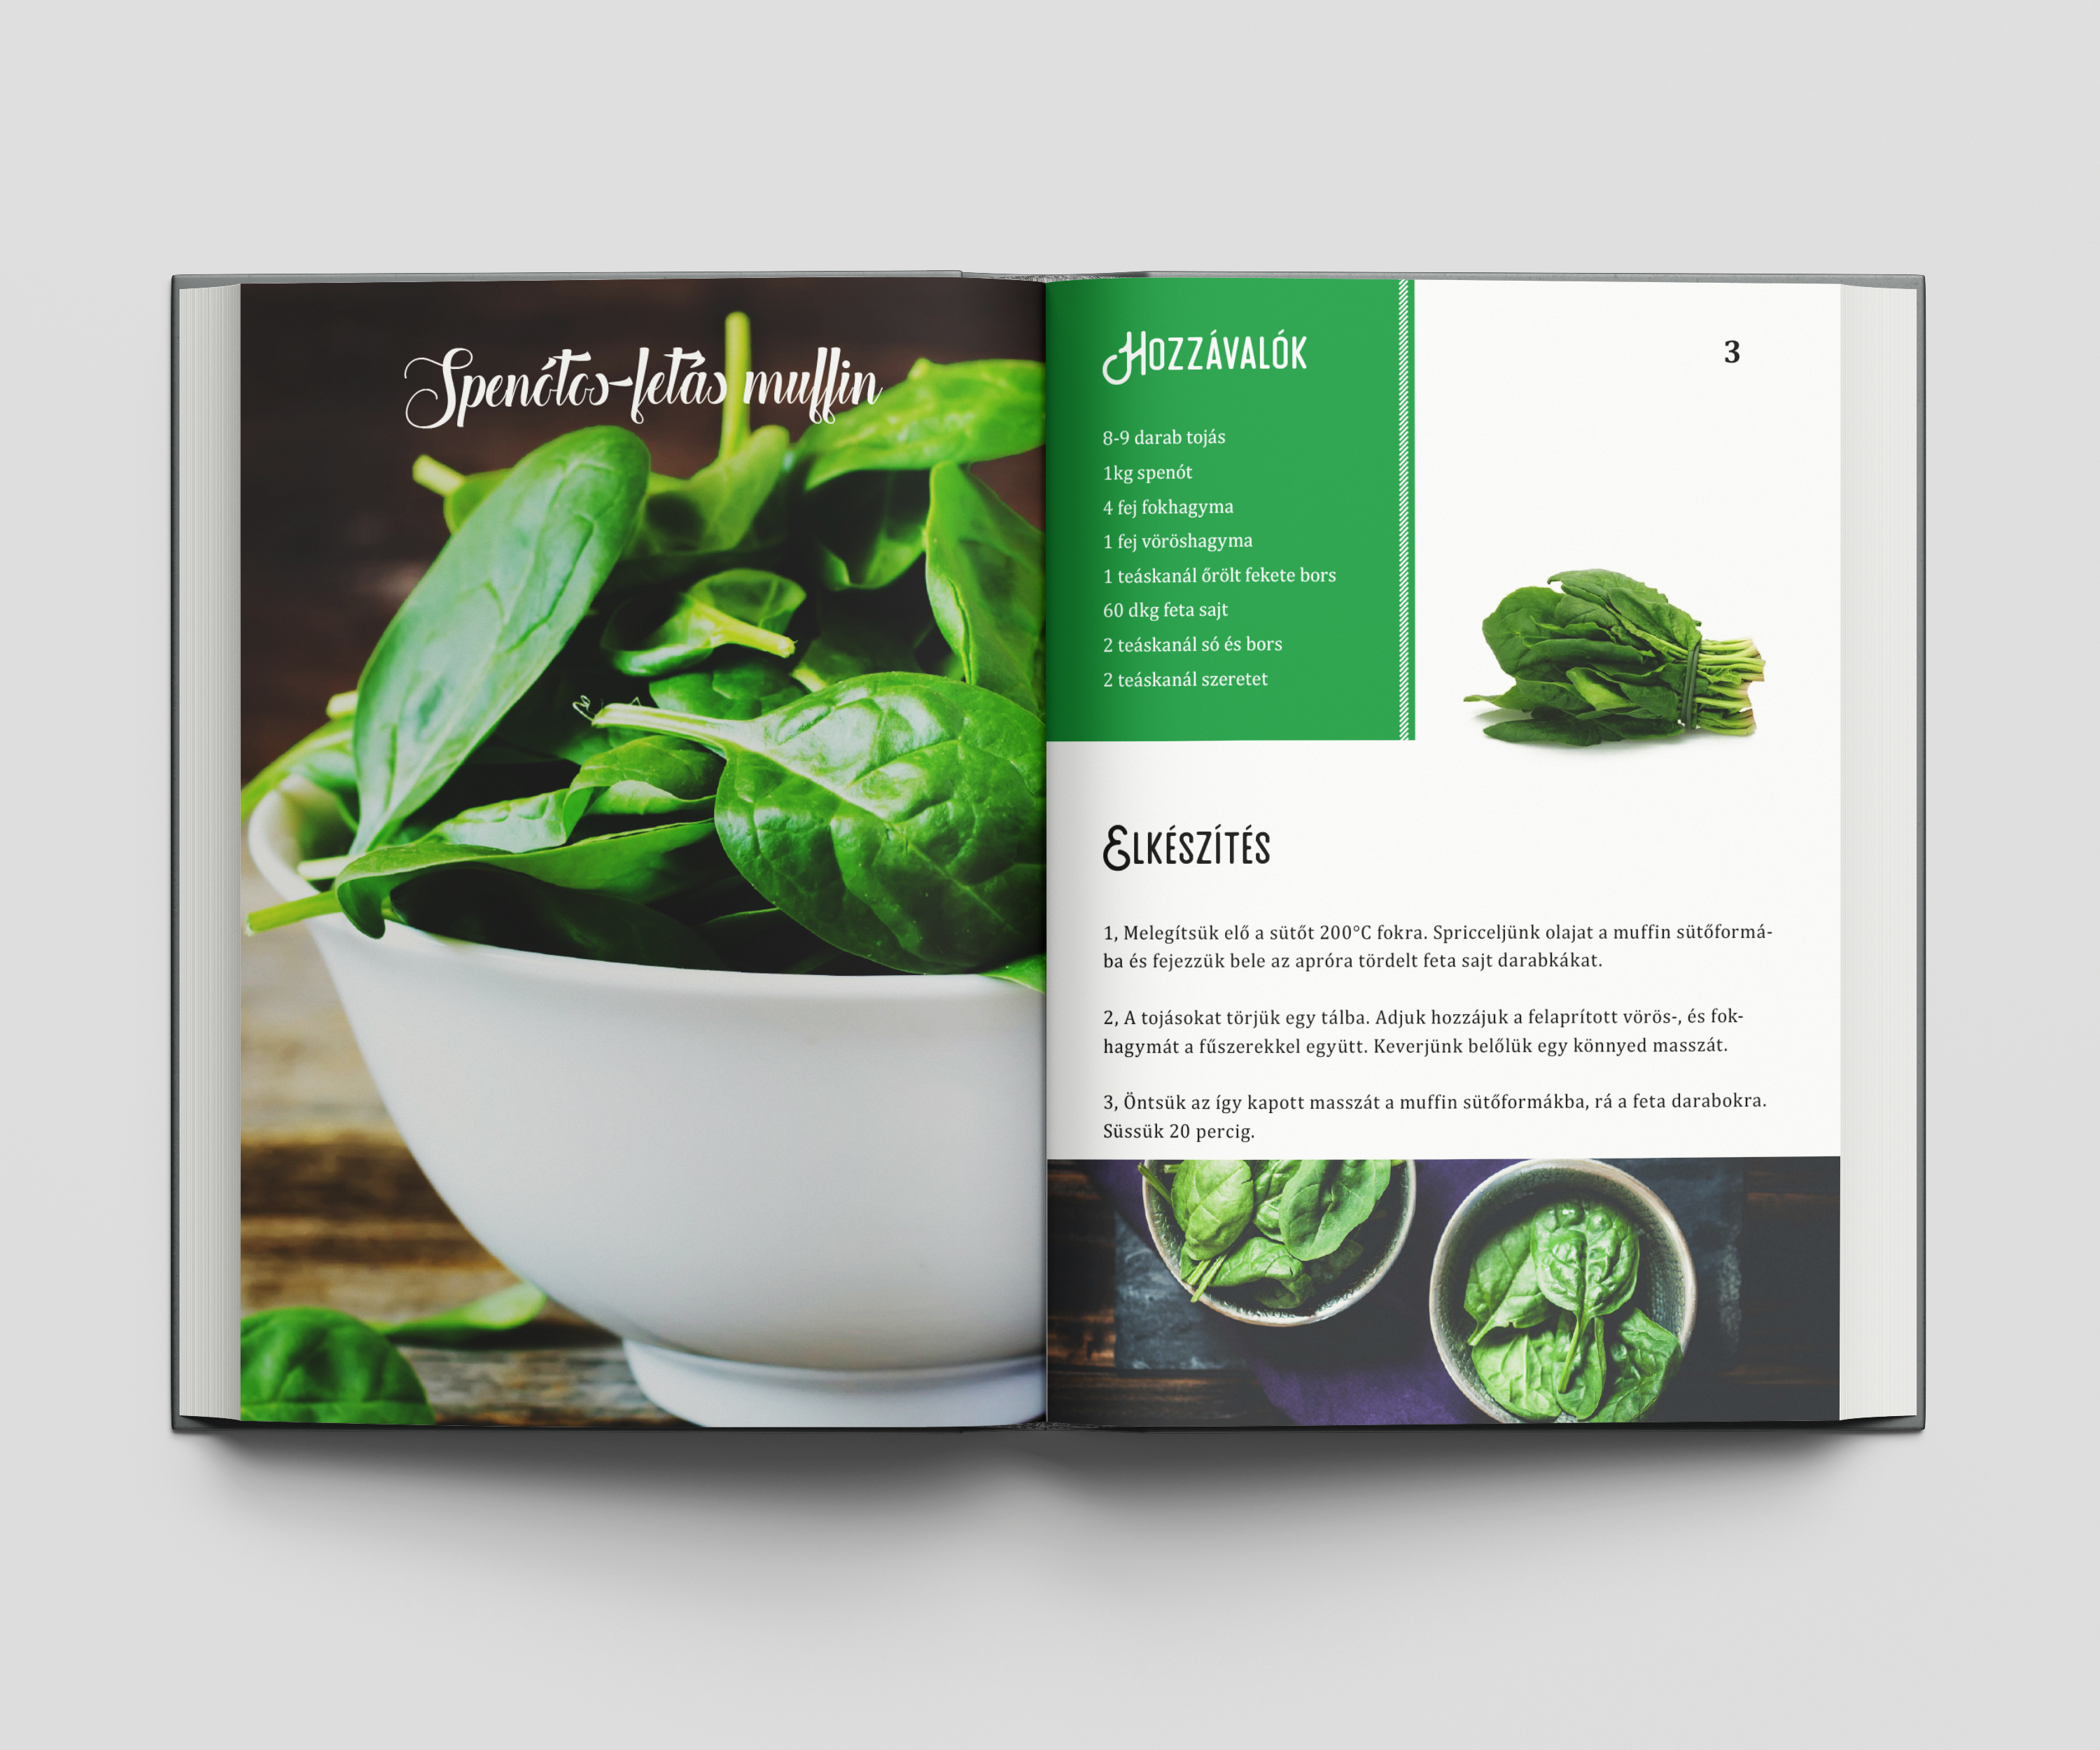 Spenótos-fetás muffin
Hozzávalók
3
8-9 darab tojás
1kg spenót
4 fej fokhagyma
1 fej vöröshagyma
1 teáskanál őrölt fekete bors
60 dkg feta sajt
2 teáskanál só és bors
2 teáskanál szeretet
Elkészítés
1, Melegítsük elő a sütőt 200°C fokra. Spricceljünk olajat a muffin sütőformá-
ba és fejezzük bele az apróra tördelt feta sajt darabkákat.
2, A tojásokat törjük egy tálba. Adjuk hozzájuk a felaprított vörös-, és fok-
hagymát a fűszerekkel együtt. Keverjünk belőlük egy könnyed masszát.
3, Öntsük az így kapott masszát a muffin sütőformákba, rá a feta darabokra.
Süssük 20 percig.